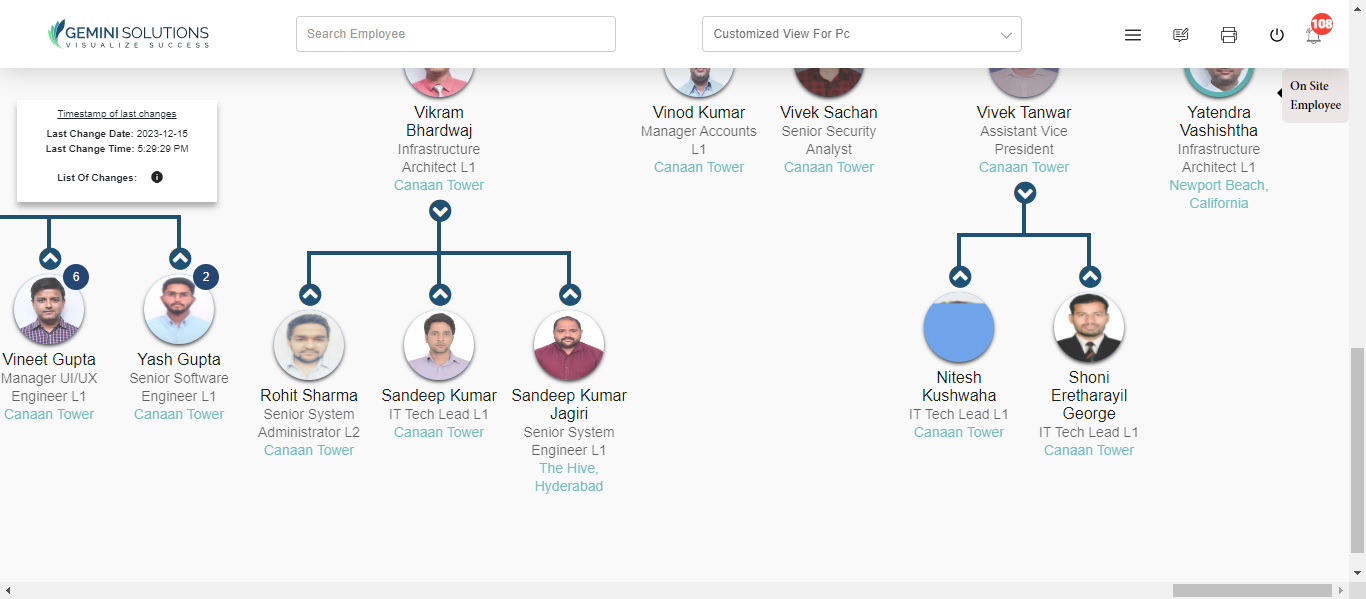 GEMINI SOLUTIONS
VISUALIZE SUCCESS
Search Employee
Customized View For Pc
108
On Site
Employee
Timestamp of last changes
Last Change Date: 2023-12-15
Last Change Time: 5:29:29 PM
List Of Changes:
Vikram
Bhardwaj
Infrastructure
Architect L1
Canaan Tower
Vinod Kumar
Manager Accounts
L1
Canaan Tower
Vivek Sachan
Senior Security
Analyst
Canaan Tower
Vivek Tanwar
Assistant Vice
President
Canaan Tower
Yatendra
Vashishtha
Infrastructure
Architect L1
Newport Beach,
California
6
Vineet Gupta
Manager UI/UX
Engineer L1
Canaan Tower
2
Yash Gupta
Senior Software
Engineer L1
Canaan Tower
Rohit Sharma
Senior System
Administrator L2
Canaan Tower
Sandeep Kumar
IT Tech Lead L1
Canaan Tower
Sandeep Kumar
Jagiri
Senior System
Engineer L1
The Hive,
Hyderabad
Nitesh
Kushwaha
IT Tech Lead L1
Canaan Tower
Shoni
Eretharayil
George
IT Tech Lead L1
Canaan Tower